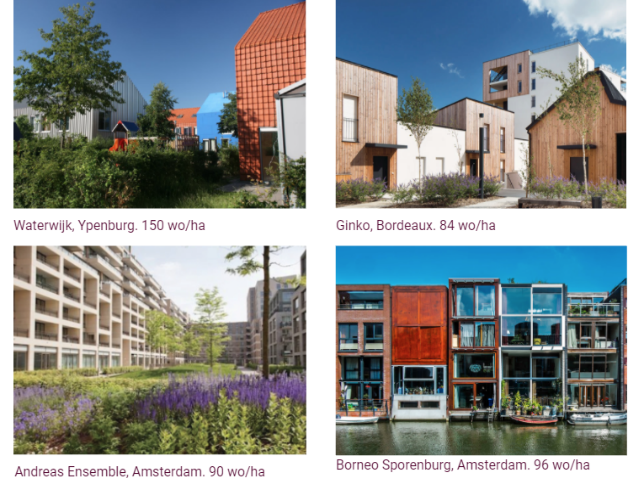 Waterwijk, Ypenburg. 150 wo/ha
Ginko, Bordeaux. 84 wo/ha
Andreas Ensemble, Amsterdam. 90 wo/ha
Borneo Sporenburg, Amsterdam. 96 wo/ha